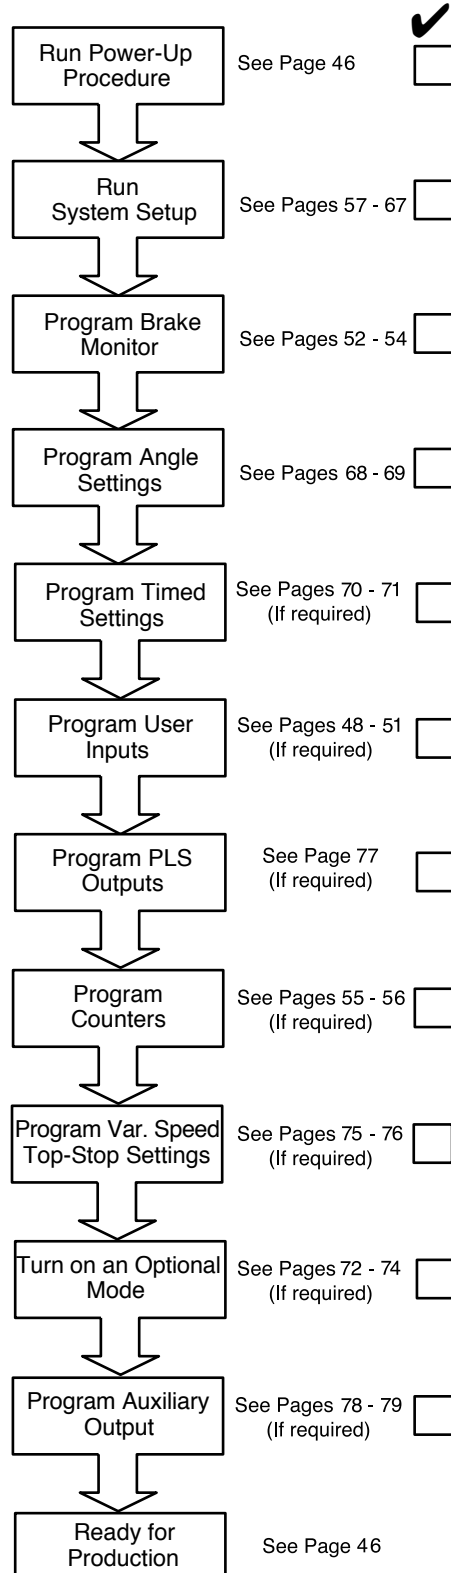 Run Power-Up
Procedure
See Page 46
Run
System Setup
See Pages 57 - 67
Program Brake
Monitor
See Pages 52 - 54
Program Angle
Settings
See Pages 68 - 69
Program Timed
Settings
See Pages 70 - 71
(If required)
Program User
Inputs
See Pages 48 - 51
(If required)
Program PLS
Outputs
See Page 77
(If required)
Program
Counters
See Pages 55 - 56
(If required)
Program Var. Speed
Top-Stop Settings
See Pages 75 - 76
(If required)
Turn on an Optional
Mode
See Pages 72 - 74
(If required)
Program Auxiliary
Output
See Pages 78 - 79
(If required)
Ready for
Production
See Page 46